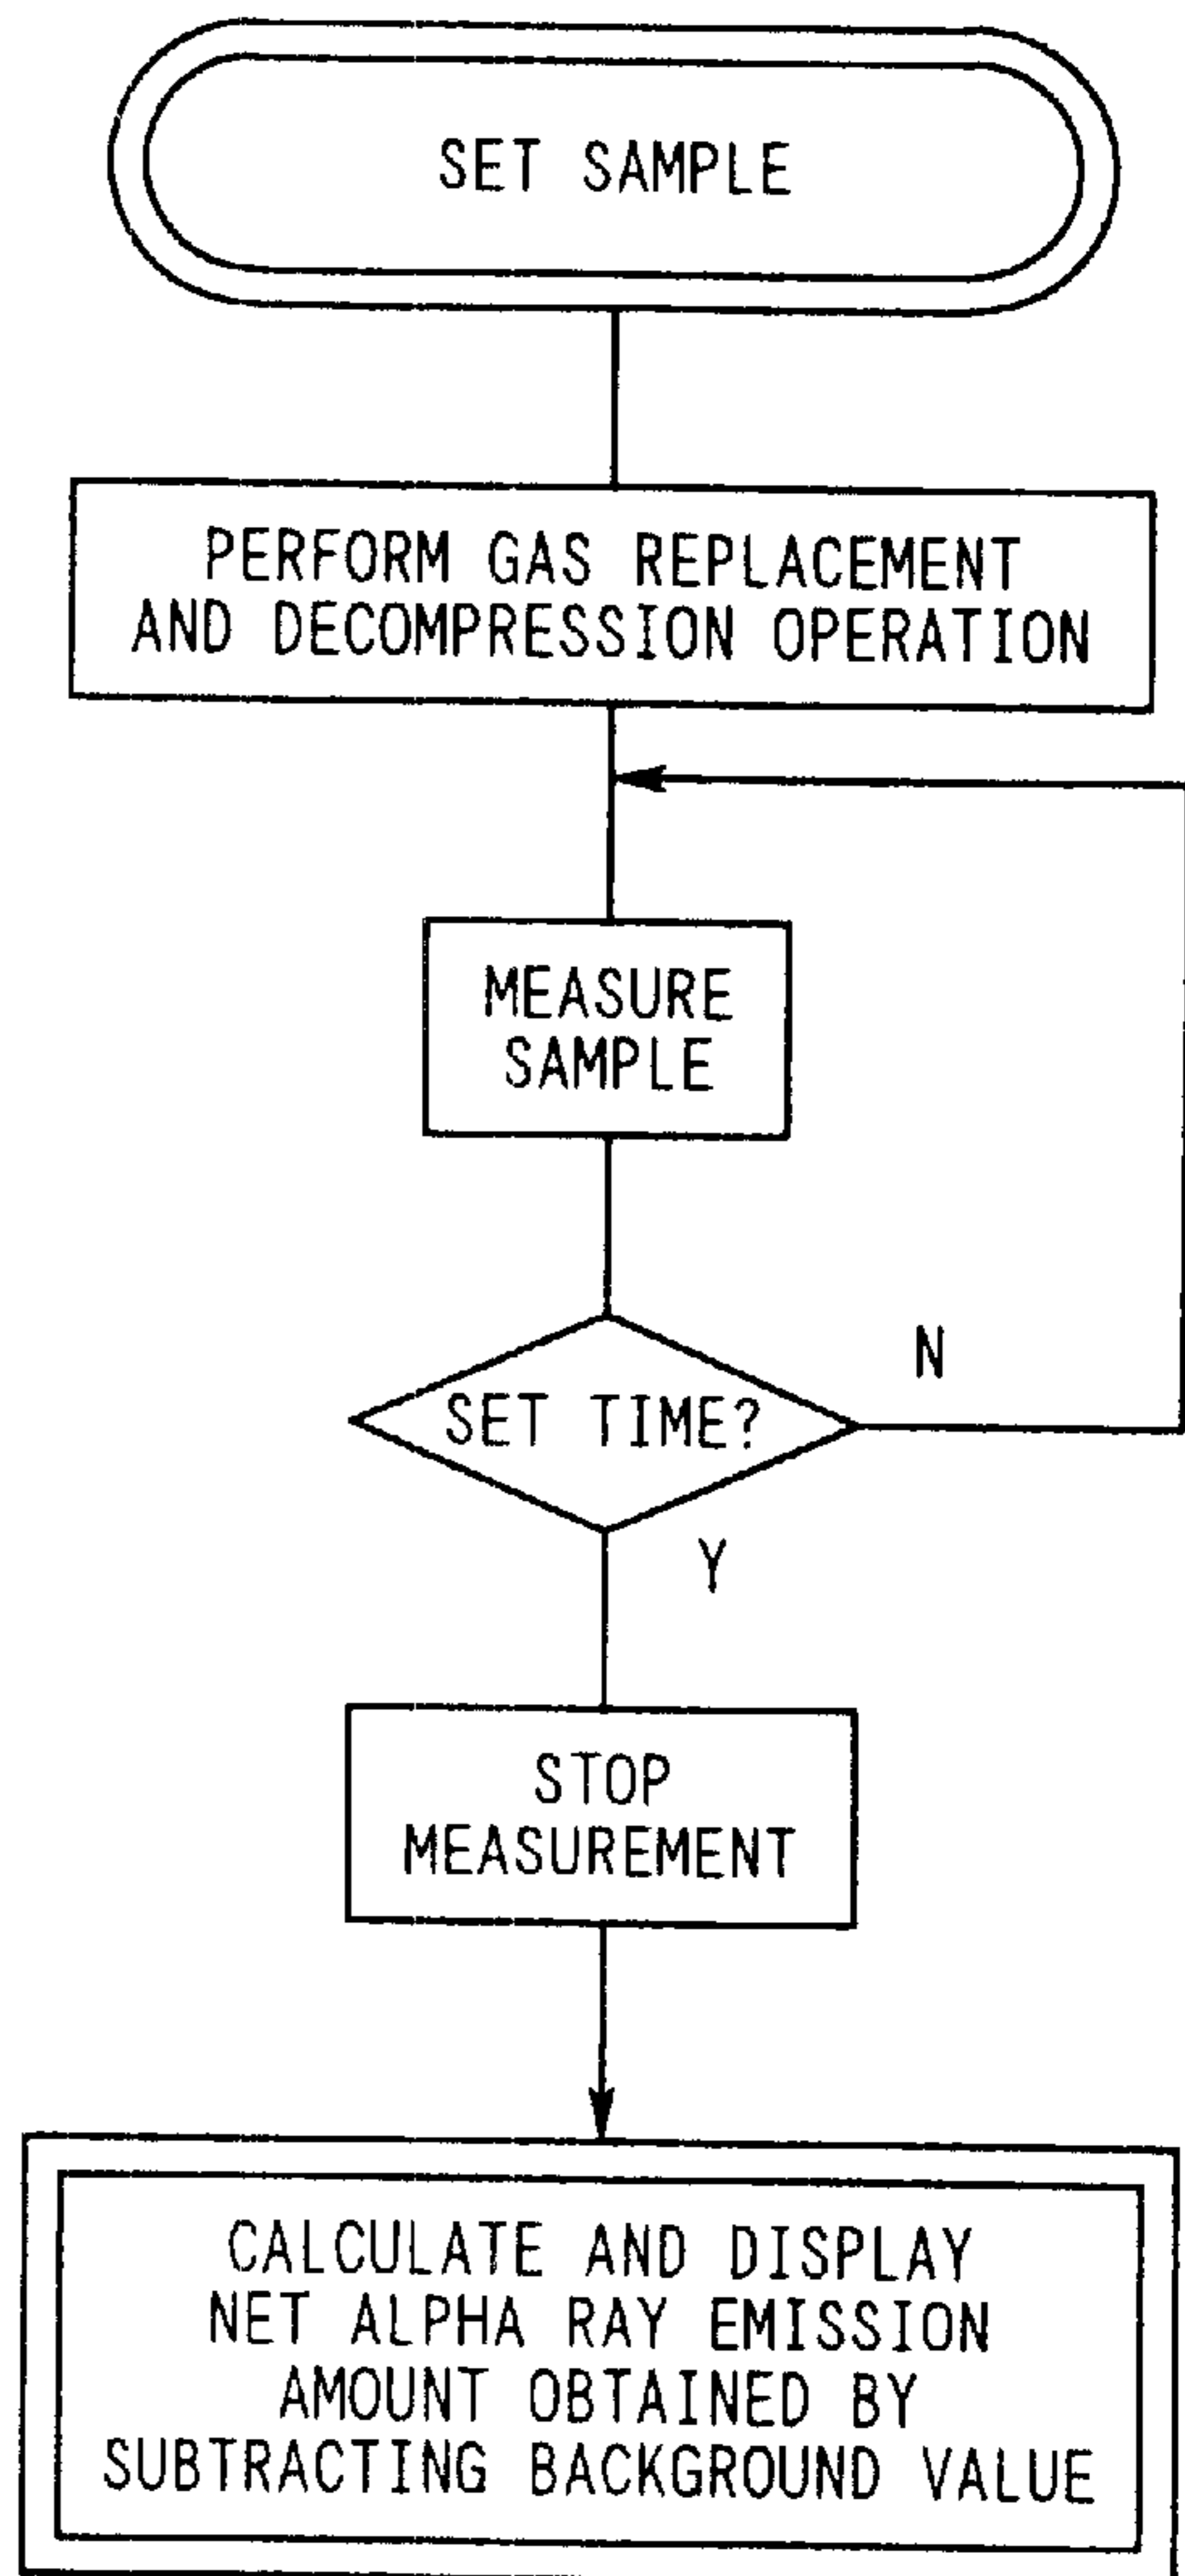 SET SAMPLE
PERFORM GAS REPLACEMENT
AND DECOMPRESSION OPERATION
MEASURE
SAMPLE
SET TIME?
N
Y
STOP
MEASUREMENT
CALCULATE AND DISPLAY
NET ALPHA RAY EMISSION
AMOUNT OBTAINED BY
SUBTRACTING BACKGROUND VALUE